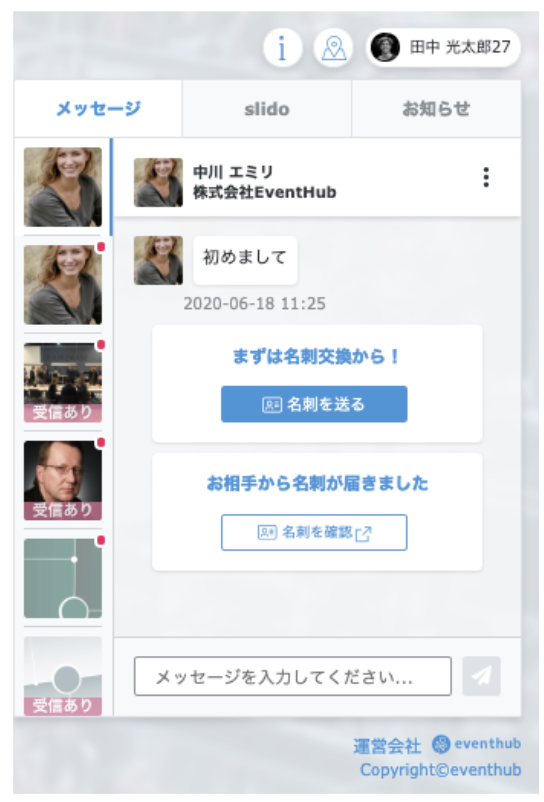 田中 光太郎27
メッセージ
slido
お知らせ
中川 エミリ
株式会社EventHub
初めまして
2020-06-18 11:25
まずは名刺交換から！
名刺を送る
お相手から名刺が届きました
名刺を確認
受信あり
受信あり
受信あり
メッセージを入力してください...
運営会社 eventhub
Copyright©eventhub